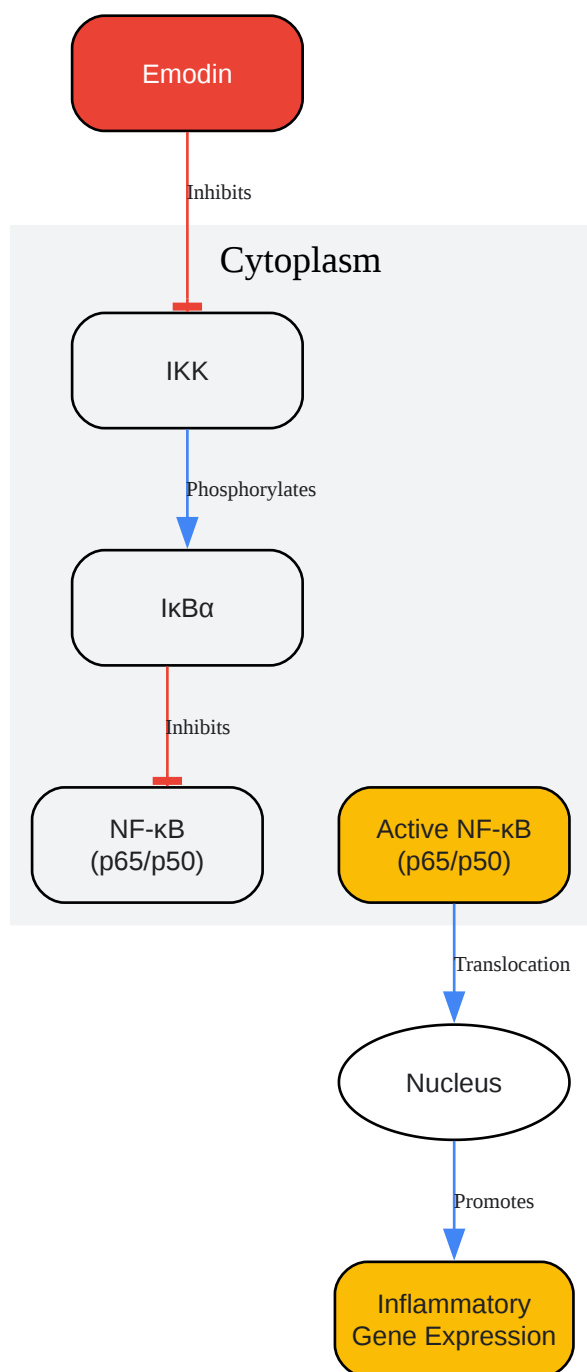 Emodin
Inhibits
Cytoplasm
IKK
Phosphorylates
IκBα
Inhibits
NF-κB
(p65/p50)
Active NF-κB
(p65/p50)
Translocation
Nucleus
Promotes
Inflammatory
Gene Expression